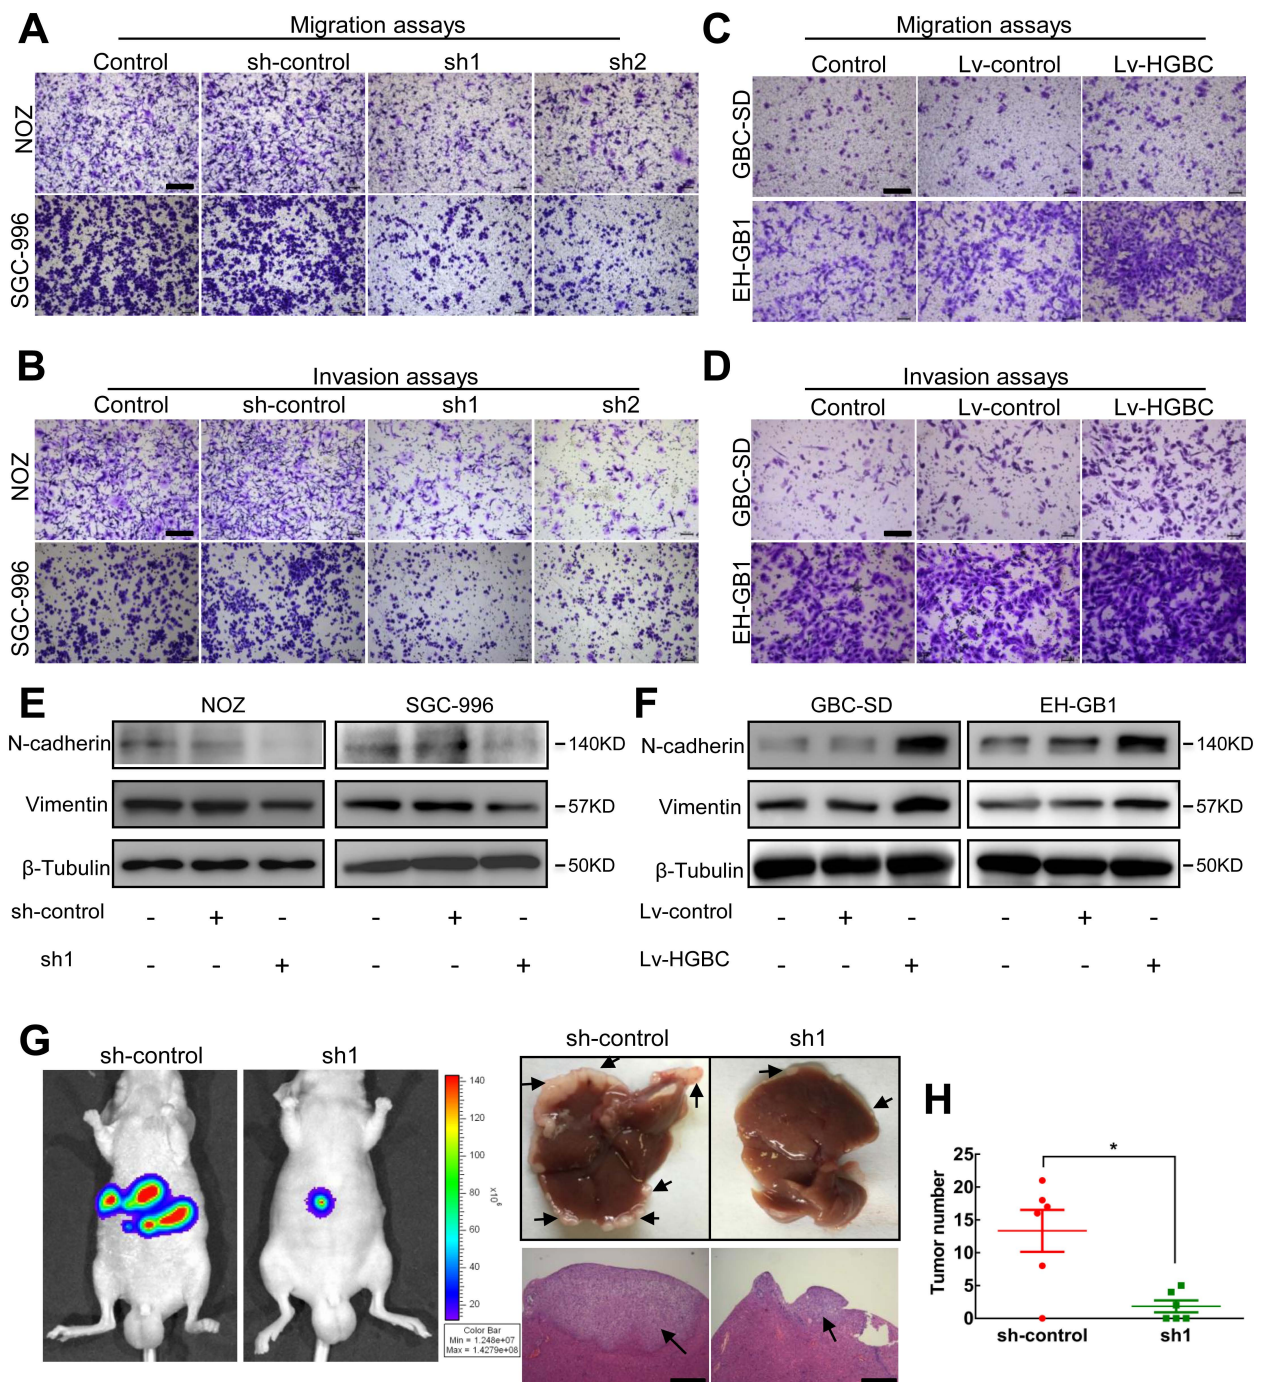 A
Migration assays
Control sh-control sh1 sh2
NOZ
SGC-996
B
Invasion assays
Control sh-control sh1 sh2
NOZ
SGC-996
C
Migration assays
Control Lv-control Lv-HGBC
GBC-SD
EH-GB1
D
Invasion assays
Control Lv-control Lv-HGBC
GBC-SD
EH-GB1
E
NOZ SGC-996
N-cadherin 140KD
Vimentin 57KD
β-Tubulin 50KD
sh-control - + - - + -
sh1 - - + - - +
F
GBC-SD EH-GB1
N-cadherin 140KD
Vimentin 57KD
β-Tubulin 50KD
Lv-control - + - - + -
Lv-HGBC - - + - - +
G
sh-control sh1
140
120
100
80
60
40
20
x10⁶
Color Bar
Min = 1.248e+07
Max = 1.4279e+08
sh-control sh1
H
*
Tumor number
25
20
15
10
5
0
sh-control sh1